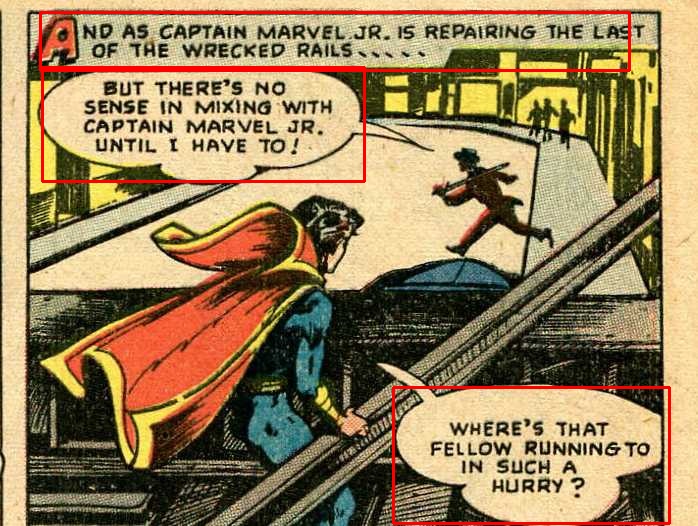 AND AS CAPTAIN MARVEL JR. IS REPAIRING THE LAST
OF THE WRECKED RAILS.....
BUT THERE'S NO
SENSE IN MIXING WITH
CAPTAIN MARVEL JR.
UNTIL I HAVE TO!
WHERE'S THAT
FELLOW RUNNING TO
IN SUCH A
HURRY?